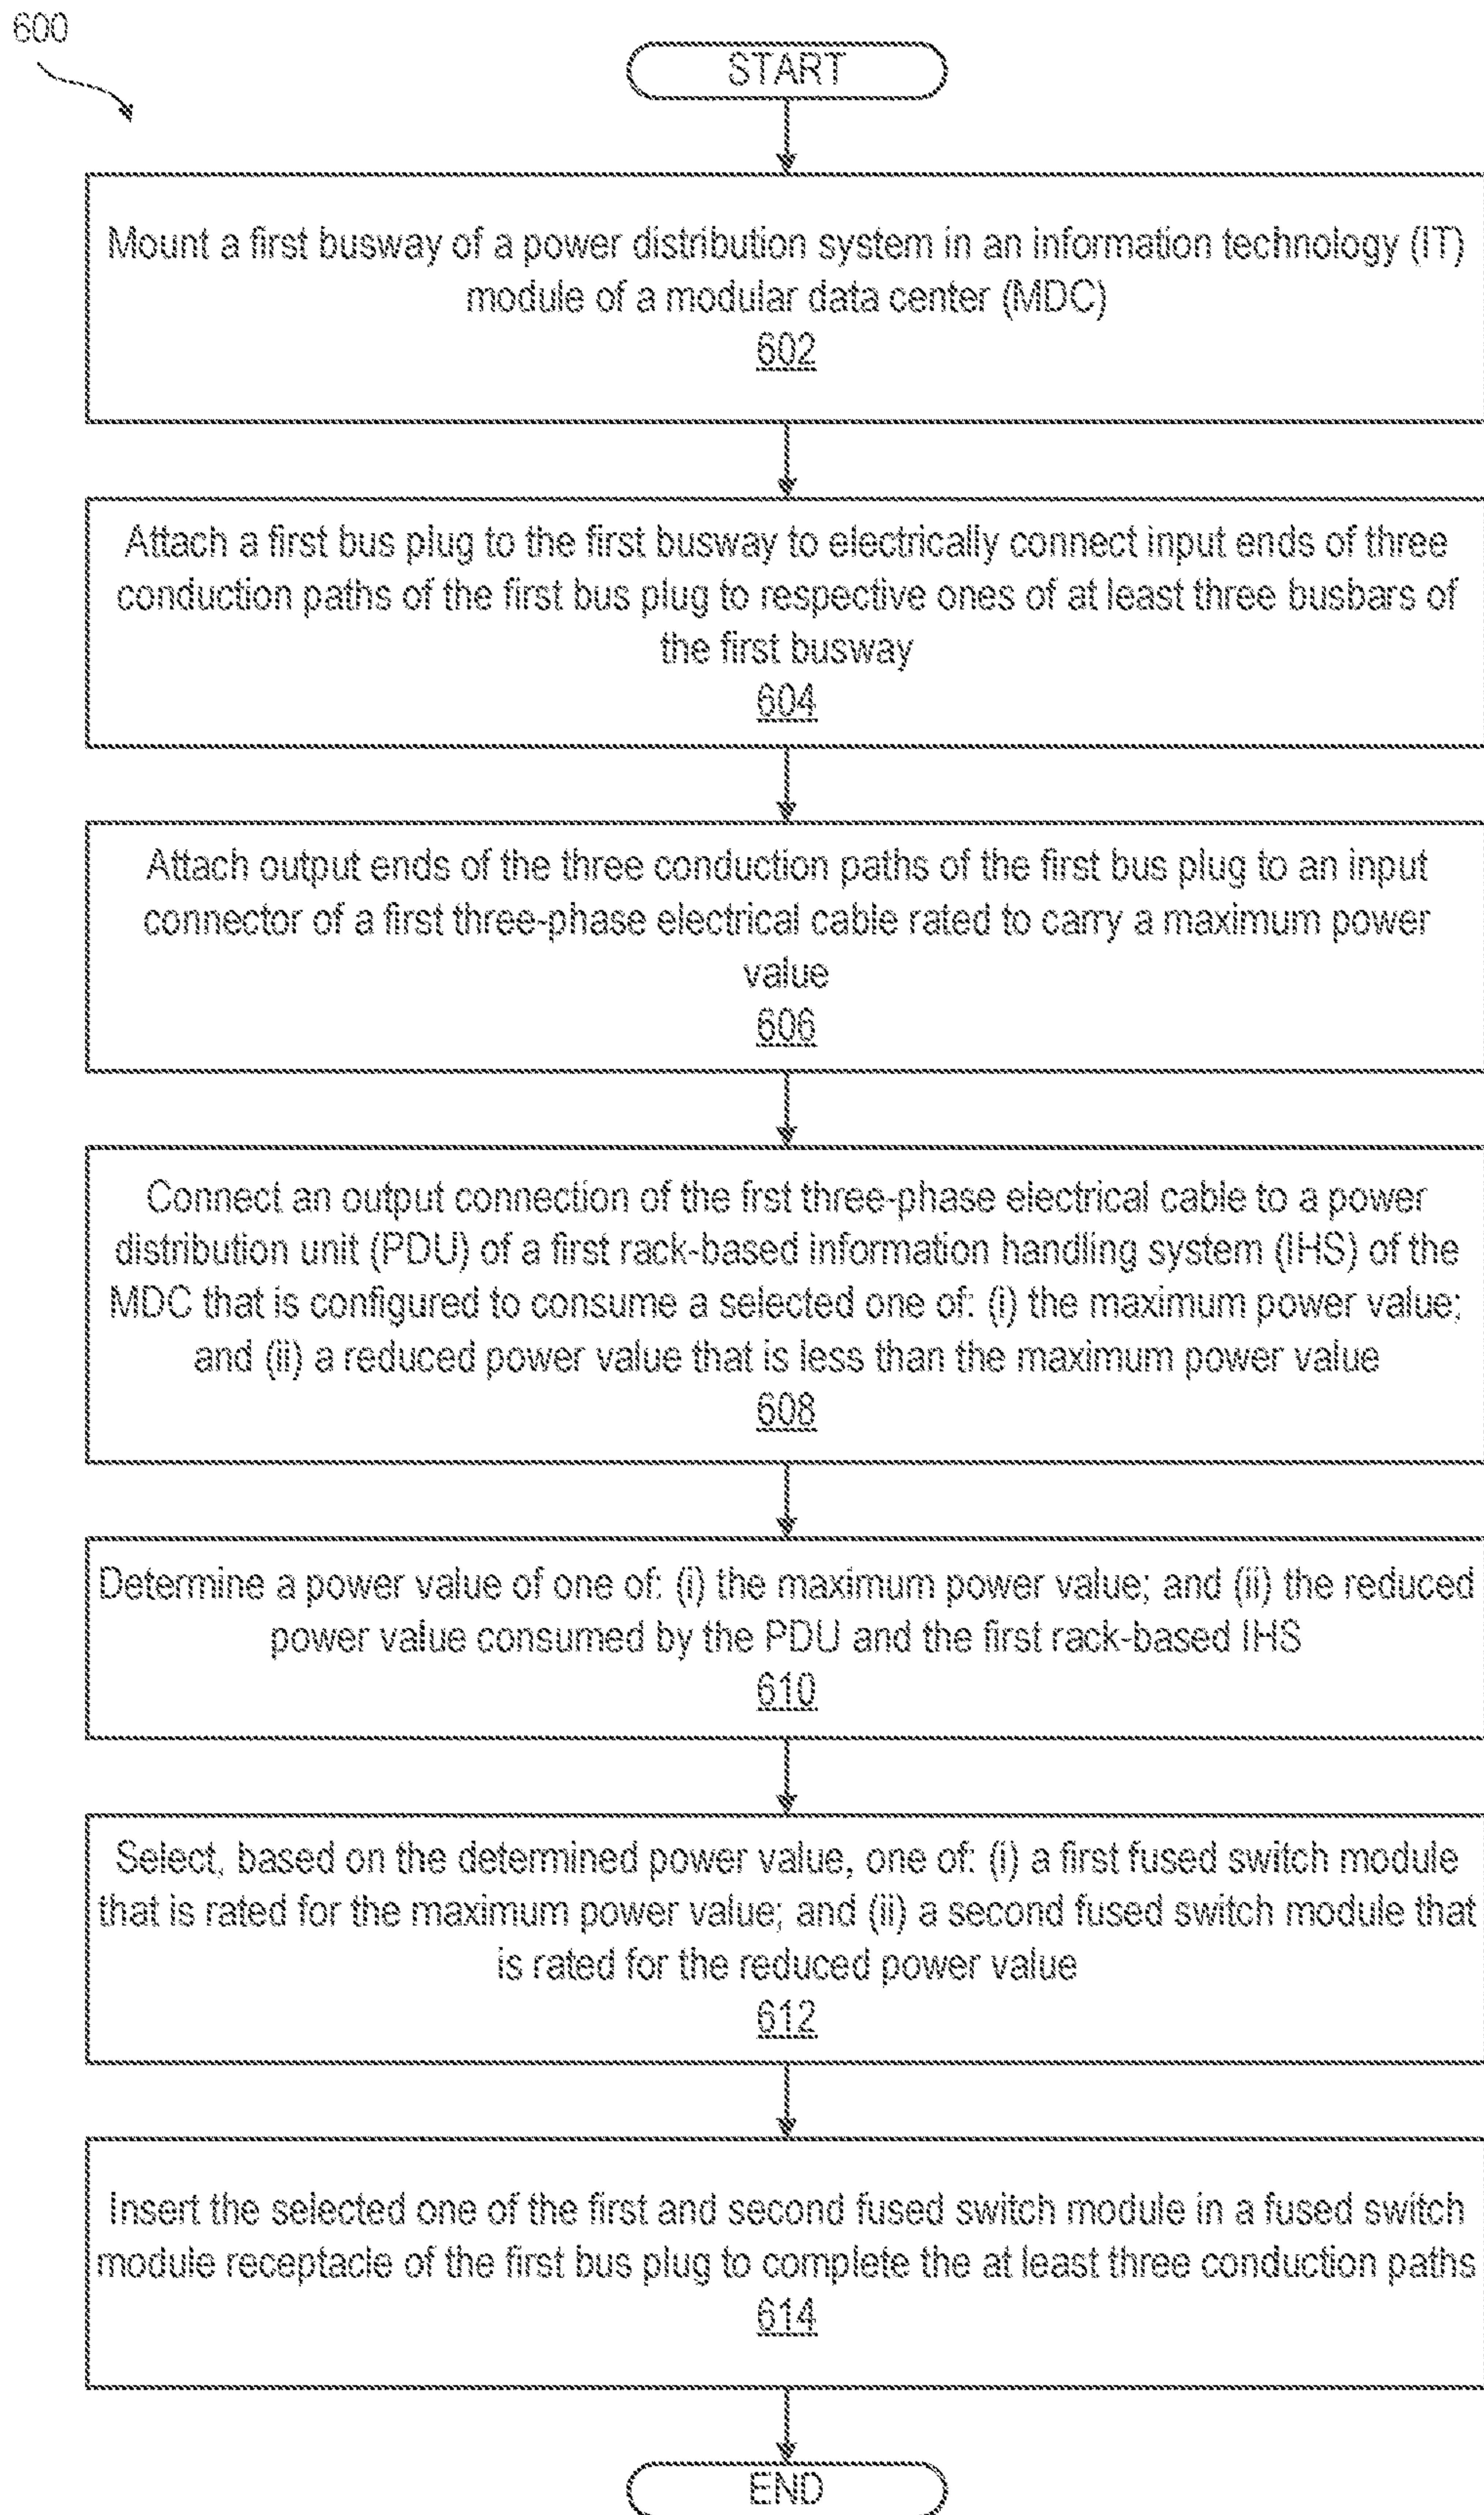 600
START
Mount a first busway of a power distribution system in an information technology (IT)
module of a modular data center (MDC)
602
Attach a first bus plug to the first busway to electrically connect input ends of three
conduction paths of the first bus plug to respective ones of at least three busbars of
the first busway
604
Attach output ends of the three conduction paths of the first bus plug to an input
connector of a first three-phase electrical cable rated to carry a maximum power
value
606
Connect an output connection of the first three-phase electrical cable to a power
distribution unit (PDU) of a first rack-based information handling system (IHS) of the
MDC that is configured to consume a selected one of: (i) the maximum power value;
and (ii) a reduced power value that is less than the maximum power value
608
Determine a power value of one of: (i) the maximum power value; and (ii) the reduced
power value consumed by the PDU and the first rack-based IHS
610
Select, based on the determined power value, one of: (i) a first fused switch module
that is rated for the maximum power value; and (ii) a second fused switch module that
is rated for the reduced power value
612
Insert the selected one of the first and second fused switch module in a fused switch
module receptacle of the first bus plug to complete the at least three conduction paths
614
END